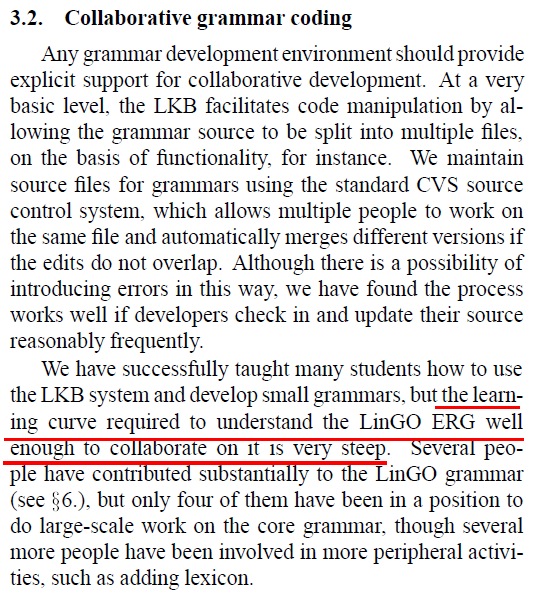 3.2. Collaborative grammar coding
Any grammar development environment should provide
explicit support for collaborative development. At a very
basic level, the LKB facilitates code manipulation by al-
lowing the grammar source to be split into multiple files,
on the basis of functionality, for instance. We maintain
source files for grammars using the standard CVS source
control system, which allows multiple people to work on
the same file and automatically merges different versions if
the edits do not overlap. Although there is a possibility of
introducing errors in this way, we have found the process
works well if developers check in and update their source
reasonably frequently.
We have successfully taught many students how to use
the LKB system and develop small grammars, but the learn-
ing curve required to understand the LinGO ERG well
enough to collaborate on it is very steep. Several peo-
ple have contributed substantially to the LinGO grammar
(see §6.), but only four of them have been in a position to
do large-scale work on the core grammar, though several
more people have been involved in more peripheral activi-
ties, such as adding lexicon.